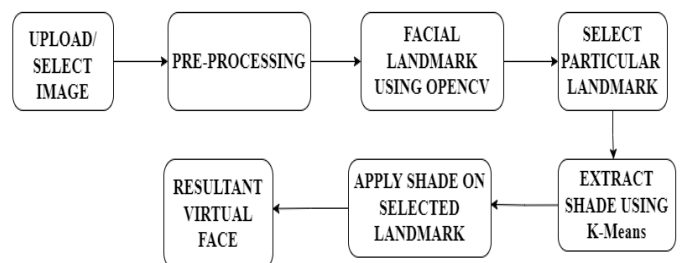 UPLOAD/
SELECT
IMAGE
PRE-PROCESSING
FACIAL
LANDMARK
USING OPENCV
SELECT
PARTICULAR
LANDMARK
EXTRACT
SHADE USING
K-Means
APPLY SHADE ON
SELECTED
LANDMARK
RESULTANT
VIRTUAL
FACE